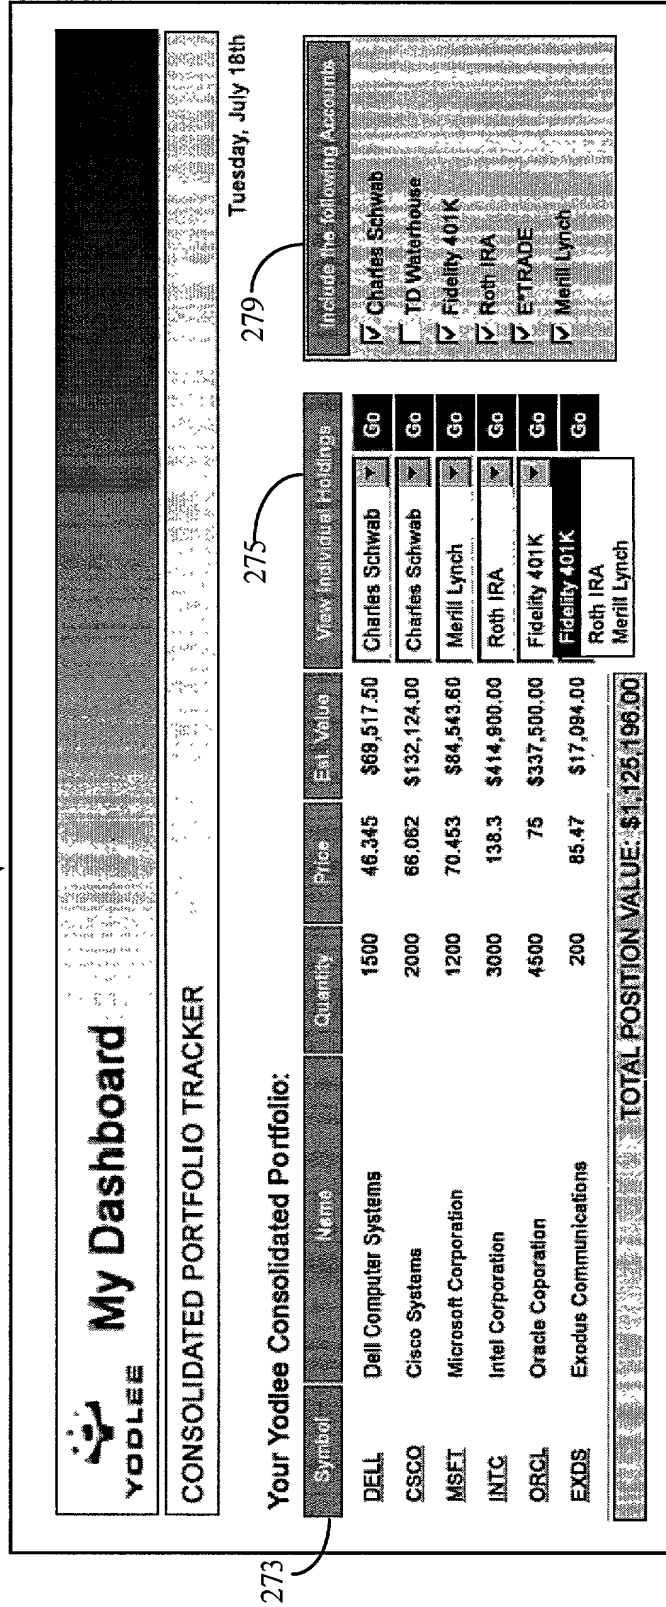 YODLEE My Dashboard
CONSOLIDATED PORTFOLIO TRACKER
Tuesday, July 18th
Your Yodlee Consolidated Portfolio:
273
275
279
Symbol Name Quantity Price Est. Value View Individual Holdings
DELL Dell Computer Systems 1500 46.345 $69,517.50 Charles Schwab Go
CSCO Cisco Systems 2000 66,062 $132,124.00 Charles Schwab Go
MSFT Microsoft Corporation 1200 70.453 $84,543.60 Merill Lynch Go
INTC Intel Corporation 3000 138.3 $414,900.00 Roth IRA Go
ORCL Oracle Coporation 4500 75 $337,500.00 Fidelity 401K Go
EXDS Exodus Communications 200 85.47 $17,094.00 Fidelity 401K Go
Roth IRA
Merill Lynch
TOTAL POSITION VALUE: $1,125,196.00
Include the following Accounts
Charles Schwab
TD Waterhouse
Fidelity 401K
Roth IRA
E*TRADE
Merill Lynch